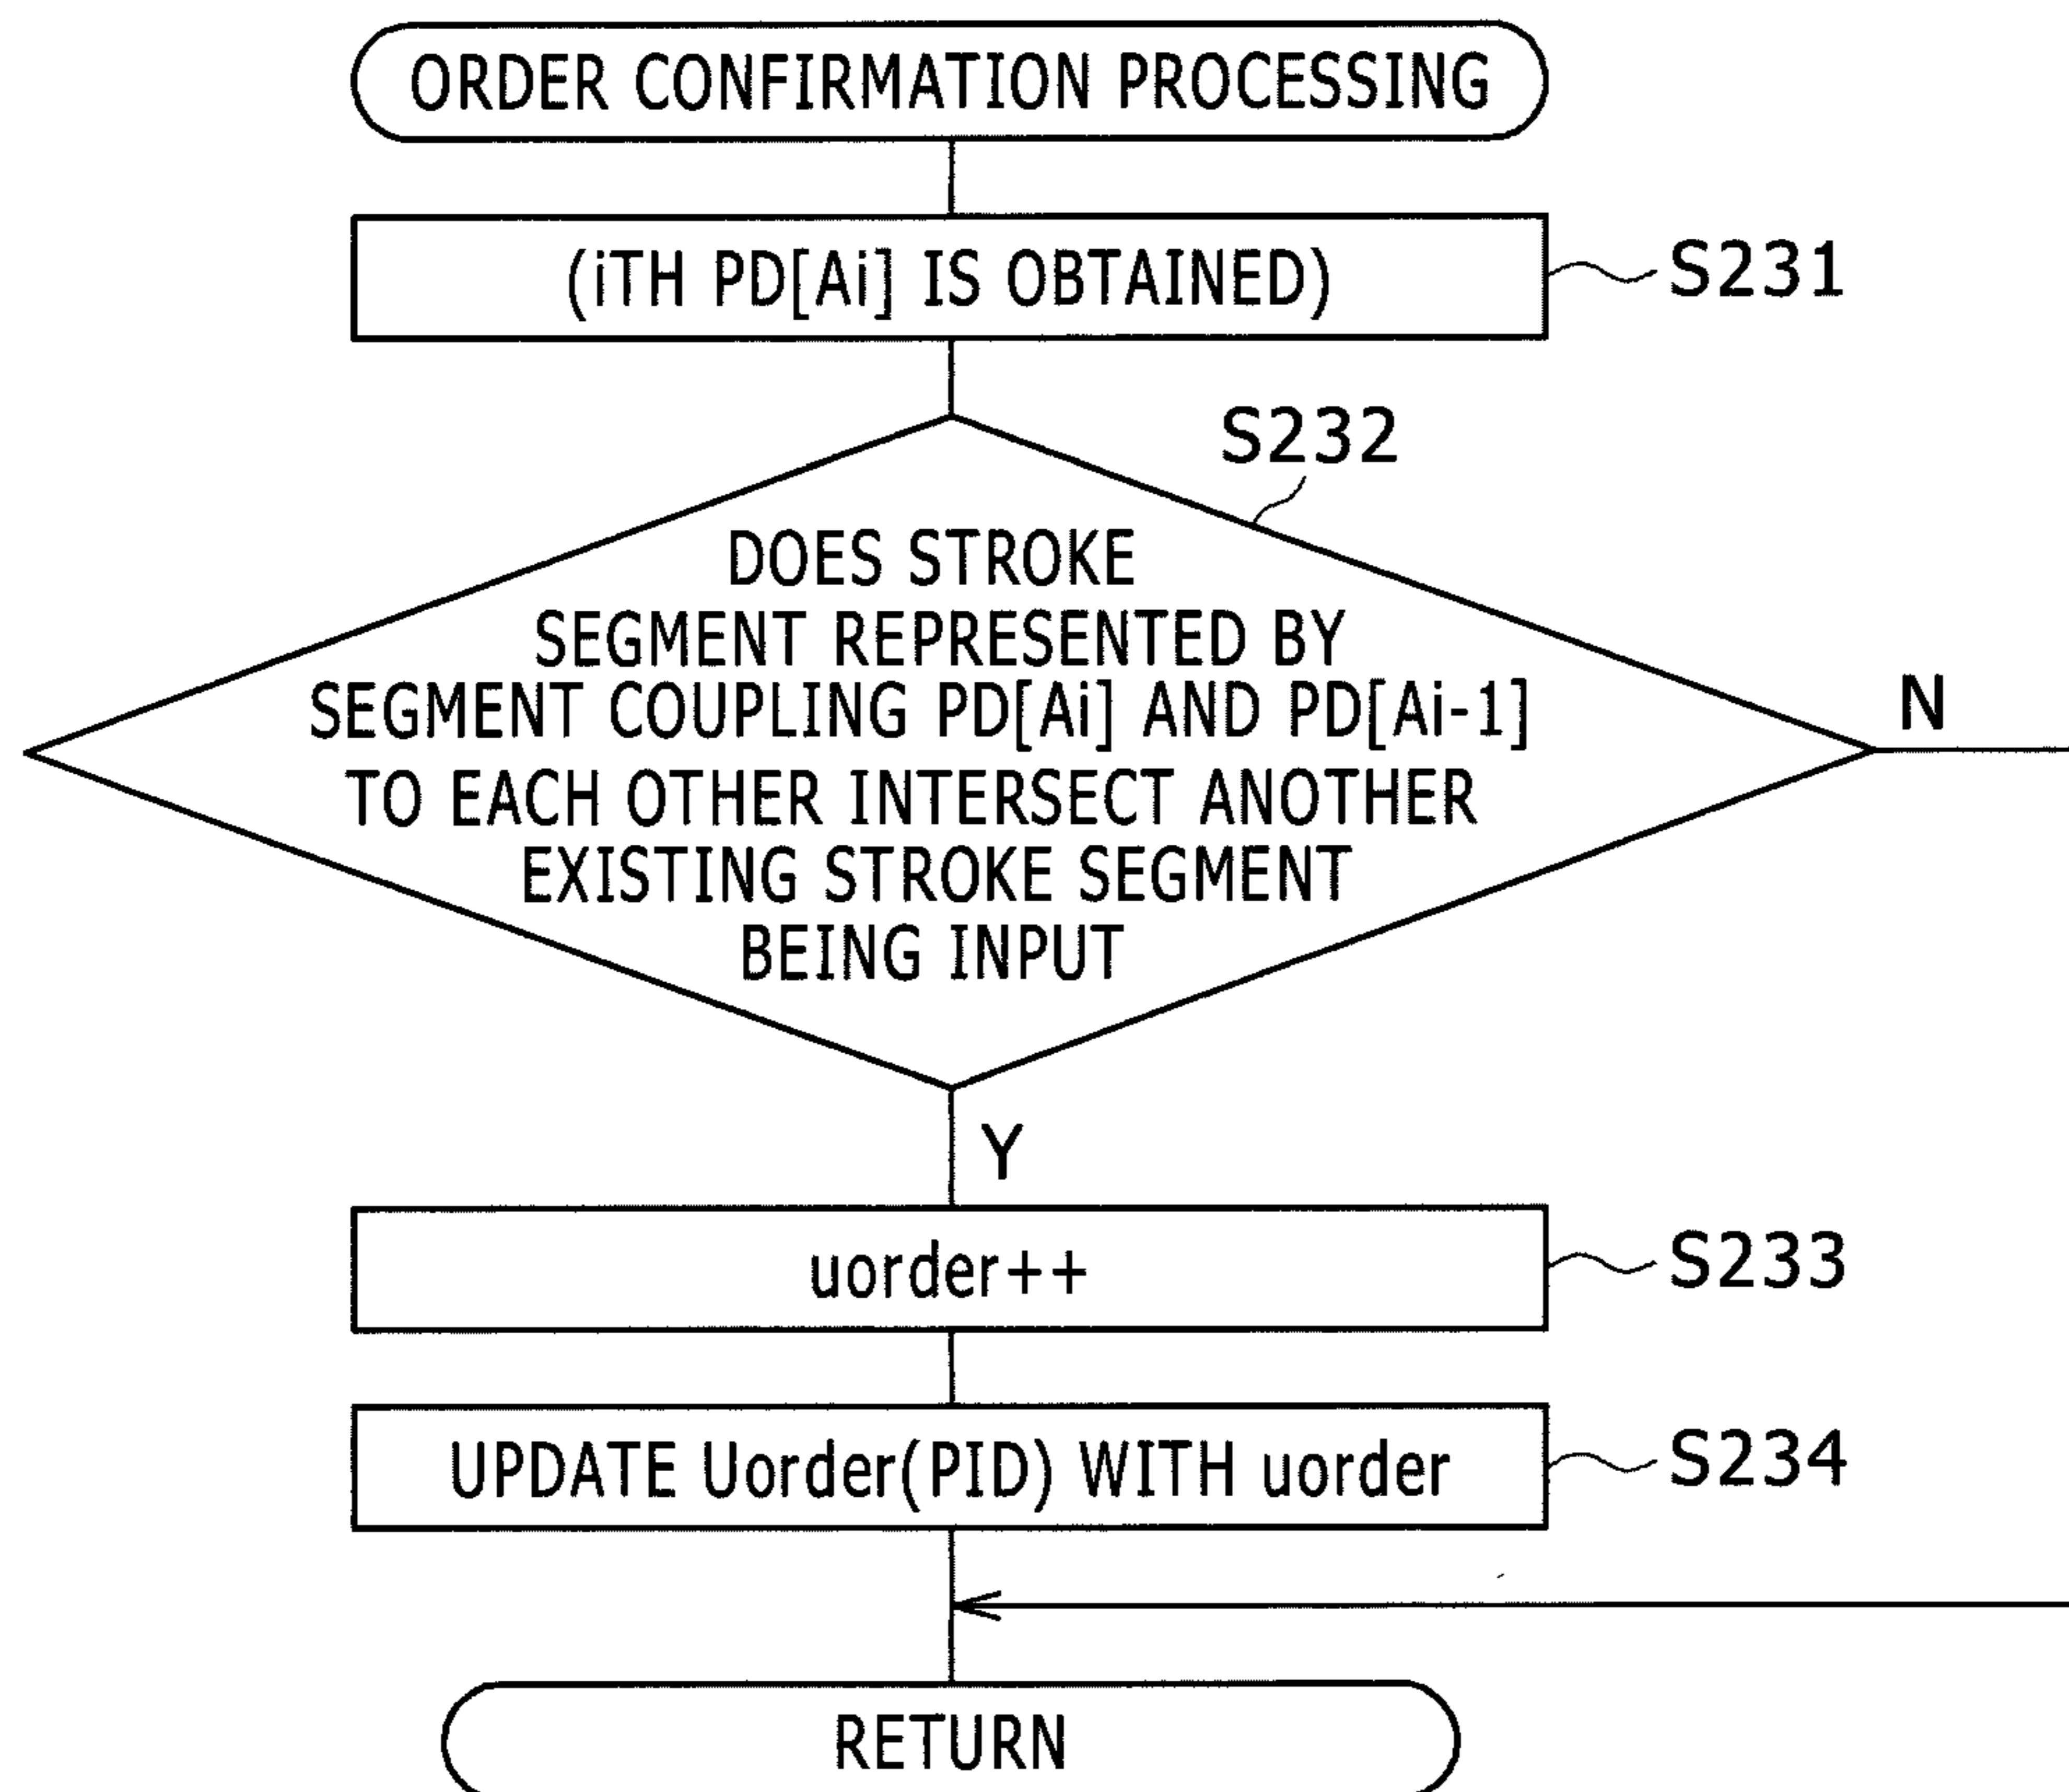 ORDER CONFIRMATION PROCESSING
(iTH PD[Ai] IS OBTAINED)
S231
S232
DOES STROKE
SEGMENT REPRESENTED BY
SEGMENT COUPLING PD[Ai] AND PD[Ai-1]
TO EACH OTHER INTERSECT ANOTHER
EXISTING STROKE SEGMENT
BEING INPUT
N
Y
uorder++
S233
UPDATE Uorder(PID) WITH uorder
S234
RETURN